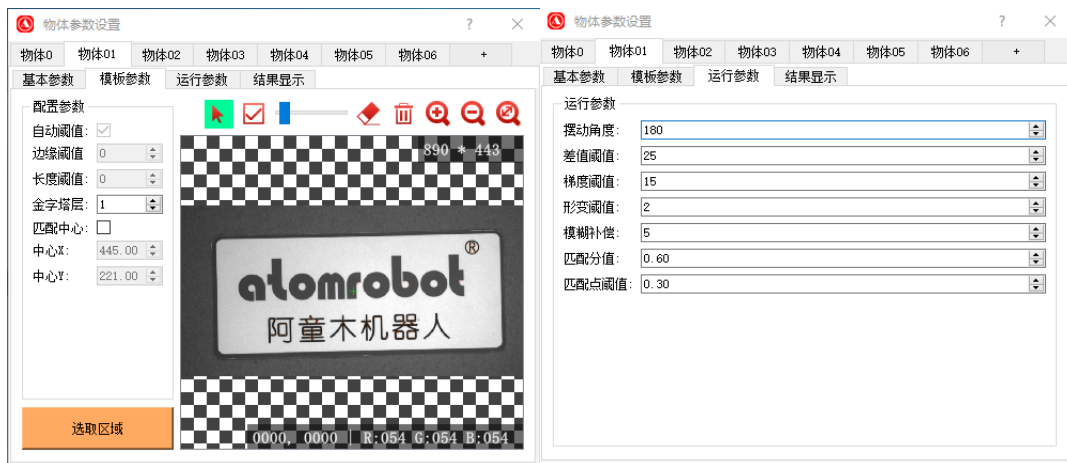 物体参数设置
物体0 物体01 物体02 物体03 物体04 物体05 物体06 +
基本参数 模板参数 运行参数 结果显示
配置参数
自动阈值:
边缘阈值 0
长度阈值: 0
金字塔层: 1
匹配中心:
中心X: 445.00
中心Y: 221.00
选取区域
890 * 443
atomrobot®
阿童木机器人
0000, 0000 | R:054 G:054 B:054
物体参数设置
物体0 物体01 物体02 物体03 物体04 物体05 物体06 +
基本参数 模板参数 运行参数 结果显示
运行参数
摆动角度: 180
差值阈值: 25
梯度阈值: 15
形变阈值: 2
模糊补偿: 5
匹配分值: 0.60
匹配点阈值: 0.30